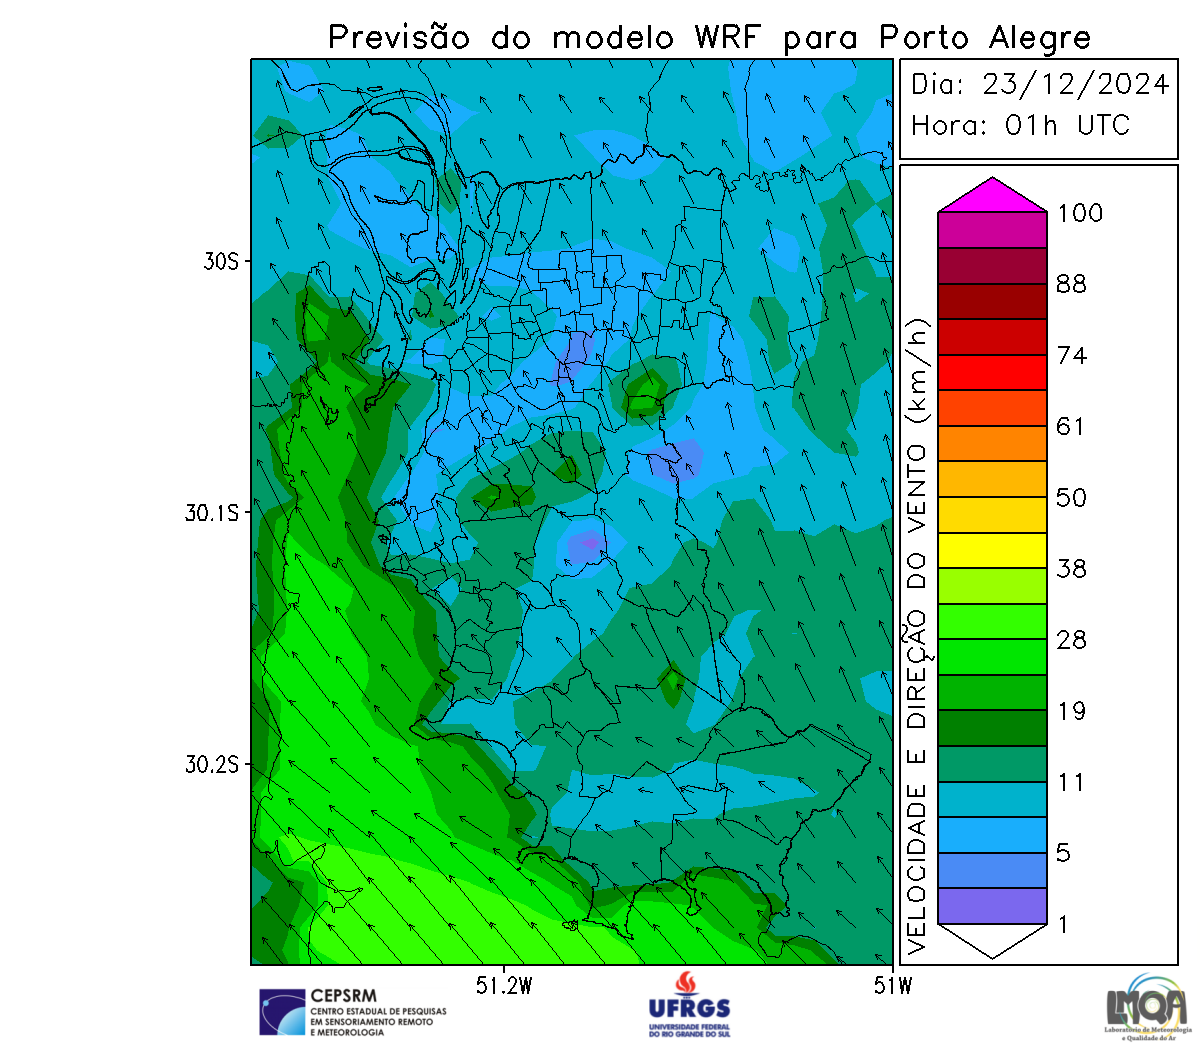 Previsão do modelo WRF para Porto Alegre
Dia: 23/12/2024
Hora: 01h UTC
100
88
74
61
50
38
28
19
11
5
1
VELOCIDADE E DIREÇÃO DO VENTO (km/h)
30S
30.1S
30.2S
51.2W
51W
CEPSRM
CENTRO ESTADUAL DE PESQUISAS
EM SENSORIAMENTO REMOTO
E METEOROLOGIA
UFRGS
UNIVERSIDADE FEDERAL
DO RIO GRANDE DO SUL
LMQA
Laboratório de Meteorologia
e Qualidade do Ar